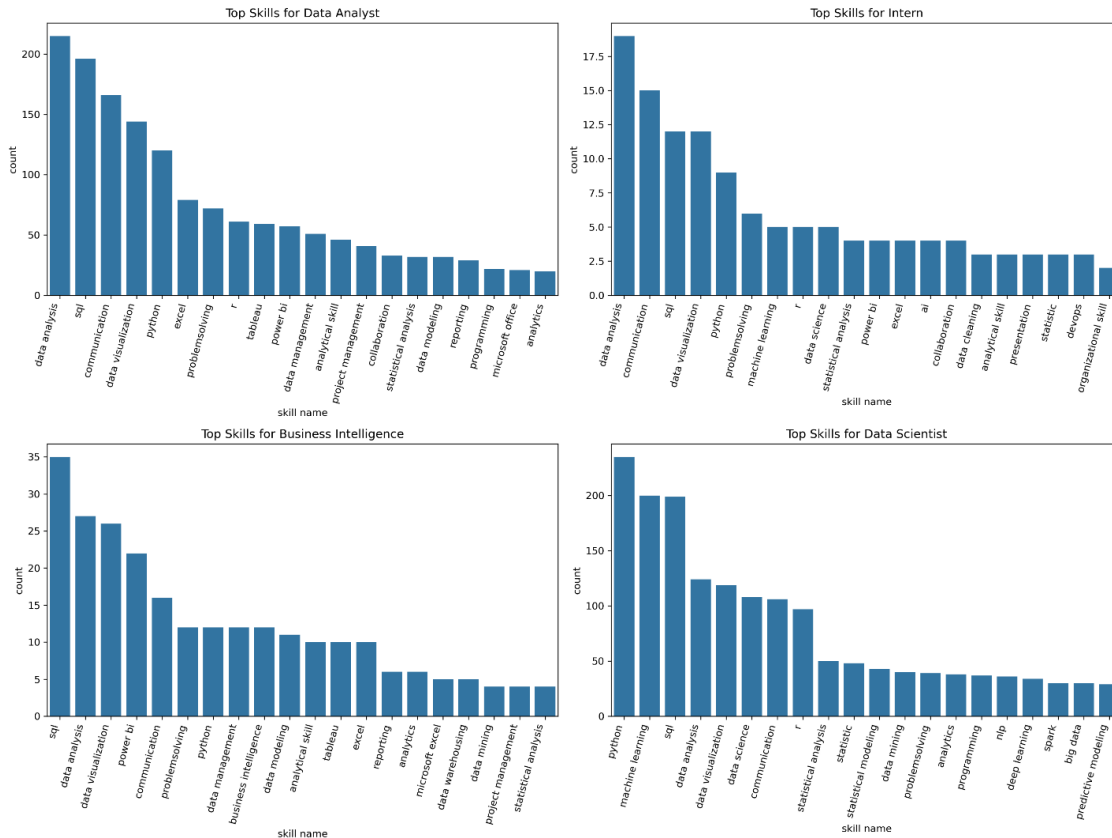 Top Skills for Data Analyst
count
200
150
100
50
0
data analysis
sql
communication
data visualization
python
excel
problemsolving
r
tableau
power bi
data management
analytical skill
project management
collaboration
statistical analysis
data modeling
reporting
programming
microsoft office
analytics
skill name
Top Skills for Intern
count
17.5
15.0
12.5
10.0
7.5
5.0
2.5
0.0
data analysis
communication
sql
data visualization
python
problemsolving
machine learning
r
data science
statistical analysis
power bi
excel
ai
collaboration
data cleaning
analytical skill
presentation
statistic
devops
organizational skill
skill name
Top Skills for Business Intelligence
count
35
30
25
20
15
10
5
0
sql
data analysis
data visualization
power bi
communication
problemsolving
python
data management
business intelligence
data modeling
analytical skill
tableau
excel
reporting
analytics
microsoft excel
data warehousing
data mining
project management
statistical analysis
skill name
Top Skills for Data Scientist
count
200
150
100
50
0
python
machine learning
sql
data analysis
data visualization
data science
communication
r
statistical analysis
statistic
statistical modeling
data mining
problemsolving
analytics
programming
nlp
deep learning
spark
big data
predictive modeling
skill name